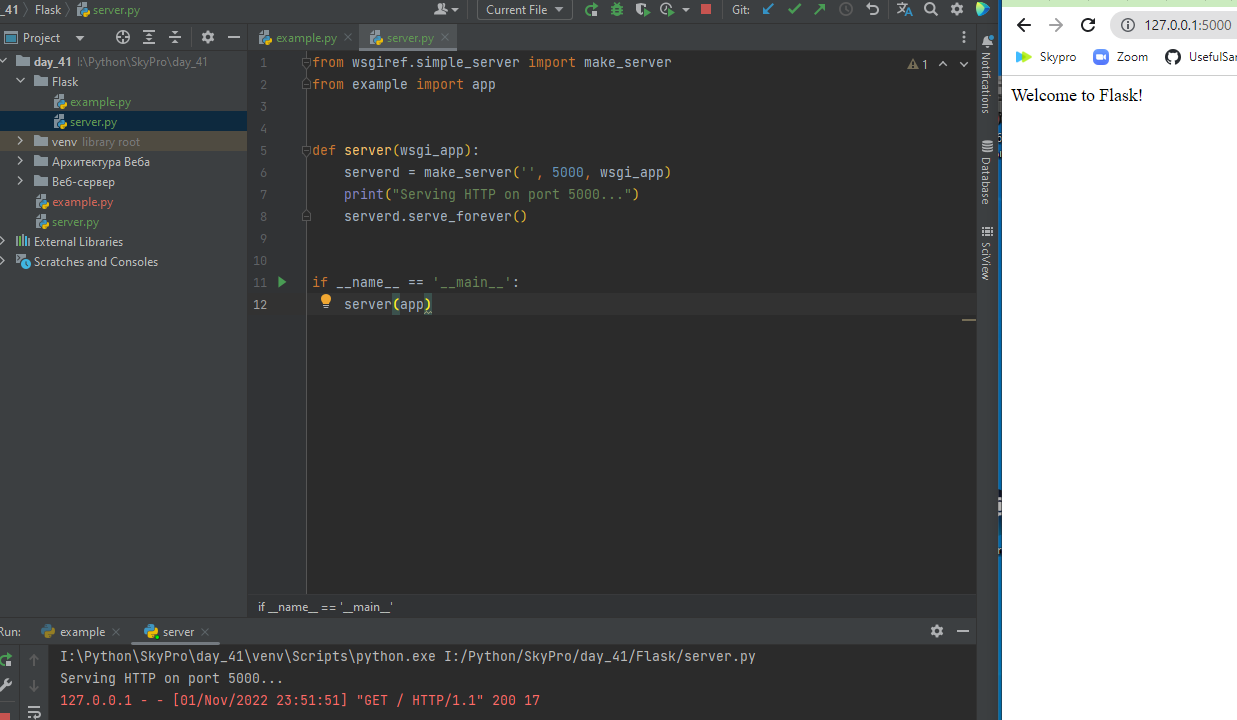 _41 Flask server.py
Current File Git:
Project
day_41 I:\Python\SkyPro\day_41
Flask
example.py
server.py
venv library root
Архитектура Веба
Веб-сервер
example.py
server.py
External Libraries
Scratches and Consoles
example.py server.py
1 from wsgiref.simple_server import make_server
2 from example import app
3
4
5 def server(wsgi_app):
6 serverd = make_server('', 5000, wsgi_app)
7 print("Serving HTTP on port 5000...")
8 serverd.serve_forever()
9
10
11 if __name__ == '__main__':
12 server(app)
1
if __name__ == '__main__'
Notifications
Database
SciView
Run: example server
I:\Python\SkyPro\day_41\venv\Scripts\python.exe I:/Python/SkyPro/day_41/Flask/server.py
Serving HTTP on port 5000...
127.0.0.1 - - [01/Nov/2022 23:51:51] "GET / HTTP/1.1" 200 17
127.0.0.1:5000
Skypro Zoom UsefulSar
Welcome to Flask!